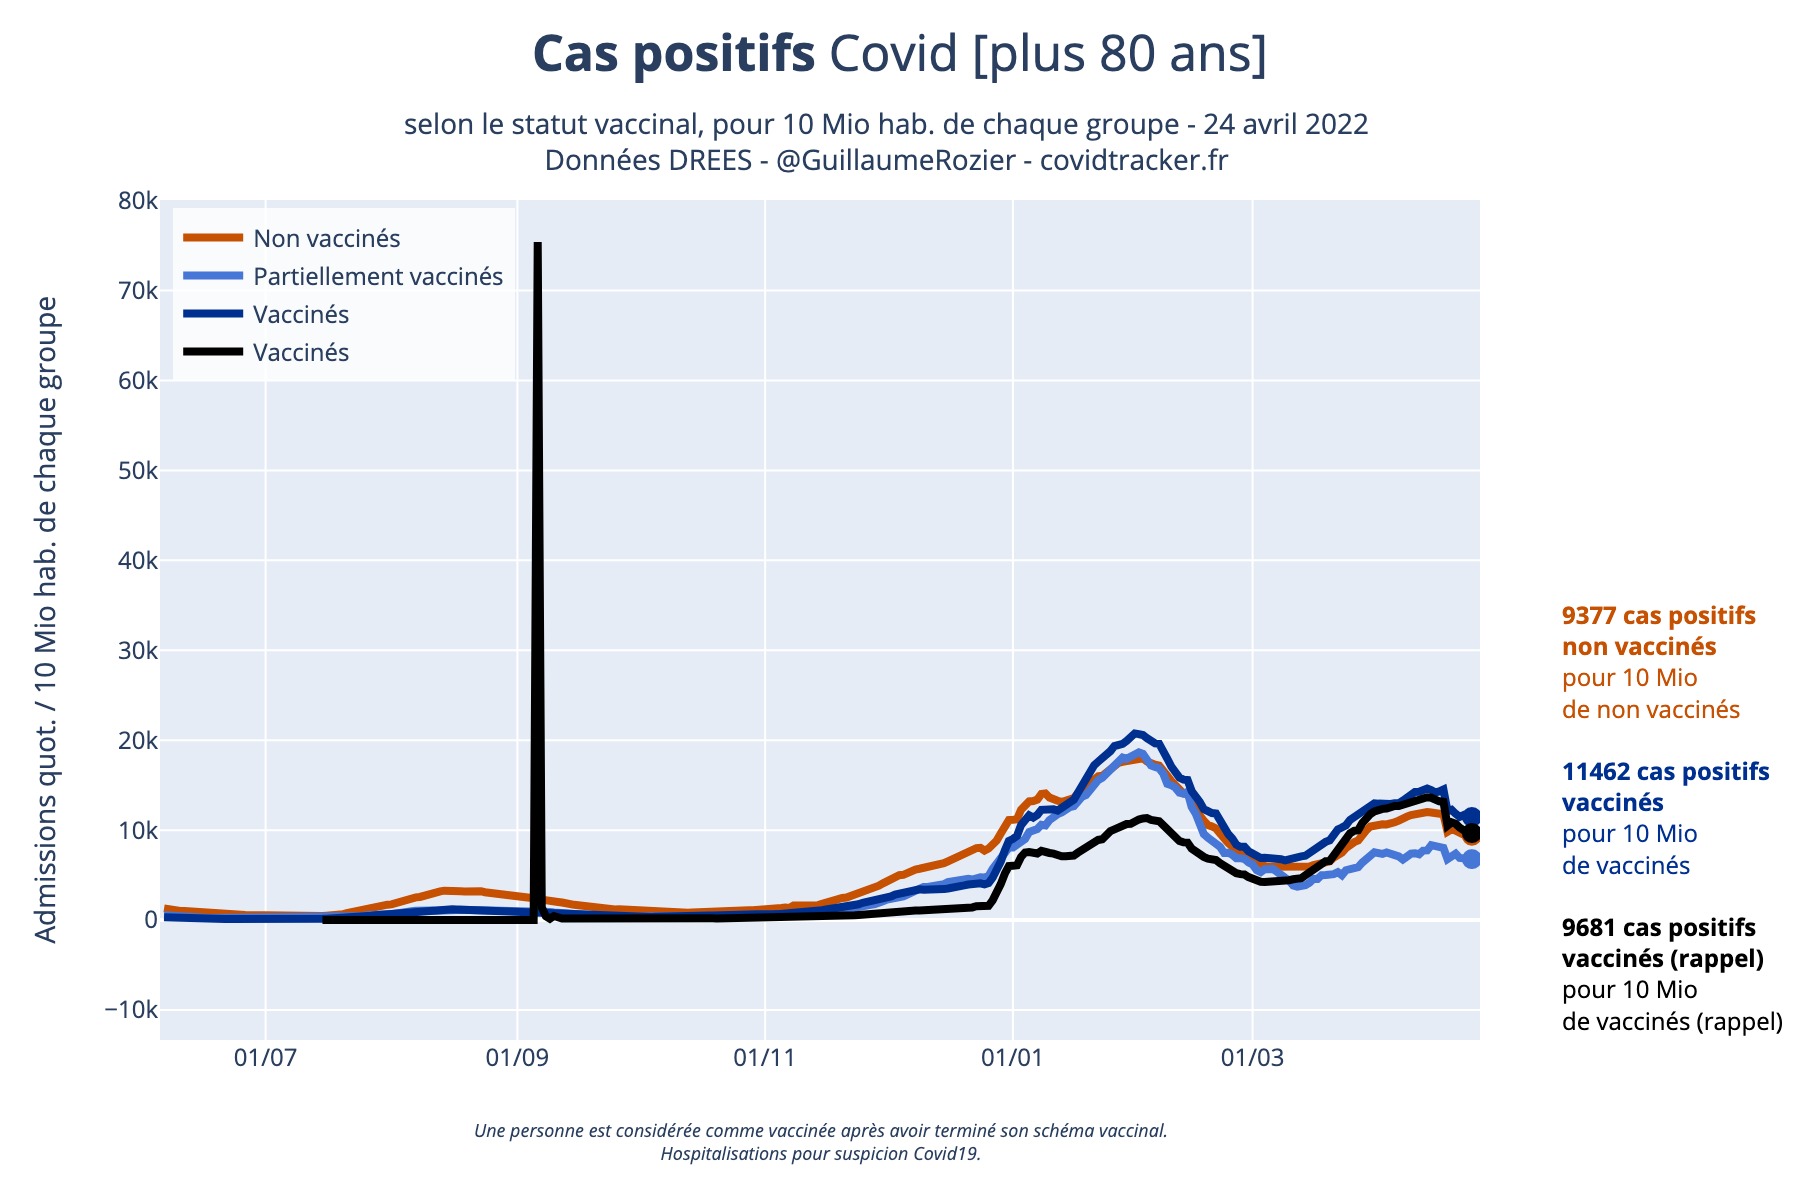 Cas positifs Covid [plus 80 ans]
selon le statut vaccinal, pour 10 Mio hab. de chaque groupe - 24 avril 2022
Données DREES - @GuillaumeRozier - covidtracker.fr
Admissions quot. / 10 Mio hab. de chaque groupe
80k
70k
60k
50k
40k
30k
20k
10k
0
−10k
Non vaccinés
Partiellement vaccinés
Vaccinés
Vaccinés
01/07
01/09
01/11
01/01
01/03
9377 cas positifs
non vaccinés
pour 10 Mio
de non vaccinés
11462 cas positifs
vaccinés
pour 10 Mio
de vaccinés
9681 cas positifs
vaccinés (rappel)
pour 10 Mio
de vaccinés (rappel)
Une personne est considérée comme vaccinée après avoir terminé son schéma vaccinal.
Hospitalisations pour suspicion Covid19.